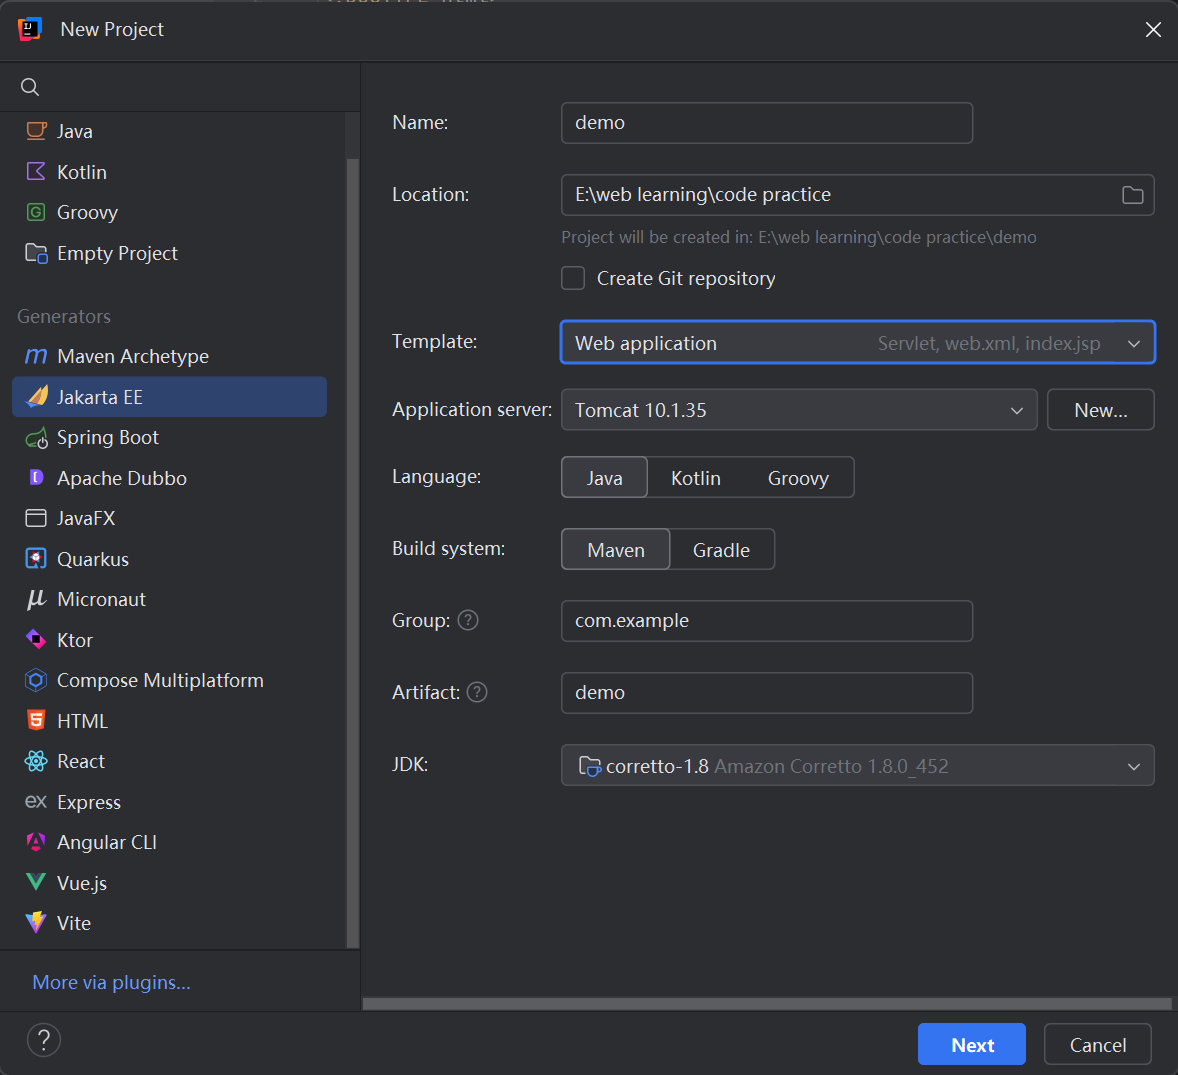 New Project
Java
Kotlin
Groovy
Empty Project
Generators
Maven Archetype
Jakarta EE
Spring Boot
Apache Dubbo
JavaFX
Quarkus
Micronaut
Ktor
Compose Multiplatform
HTML
React
Express
Angular CLI
Vue.js
Vite
More via plugins...
Name: demo
Location: E:\web learning\code practice
Project will be created in: E:\web learning\code practice\demo
Create Git repository
Template: Web application Servlet, web.xml, index.jsp
Application server: Tomcat 10.1.35 New...
Language: Java Kotlin Groovy
Build system: Maven Gradle
Group: ? com.example
Artifact: ? demo
JDK: corretto-1.8 Amazon Corretto 1.8.0_452
? Next Cancel